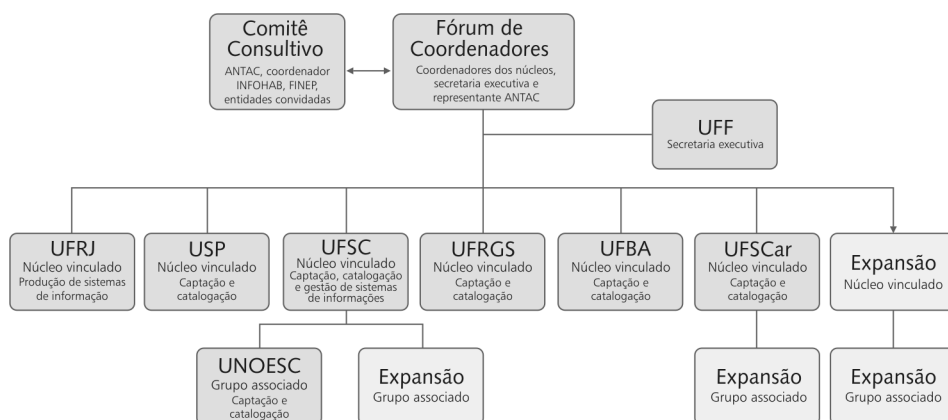 Comitê
Consultivo
ANTAC, coordenador
INFOHAB, FINEP,
entidades convidadas
Fórum de
Coordenadores
Coordenadores dos núcleos,
secretaria executiva e
representante ANTAC
UFF
Secretaria executiva
UFRJ
Núcleo vinculado
Produção de sistemas
de informação
USP
Núcleo vinculado
Captação e
catalogação
UFSC
Núcleo vinculado
Captação, catalogação
e gestão de sistemas
de informações
UFRGS
Núcleo vinculado
Captação e
catalogação
UFBA
Núcleo vinculado
Captação e
catalogação
UFSCar
Núcleo vinculado
Captação e
catalogação
Expansão
Núcleo vinculado
UNOESC
Grupo associado
Captação e
catalogação
Expansão
Grupo associado
Expansão
Grupo associado
Expansão
Grupo associado